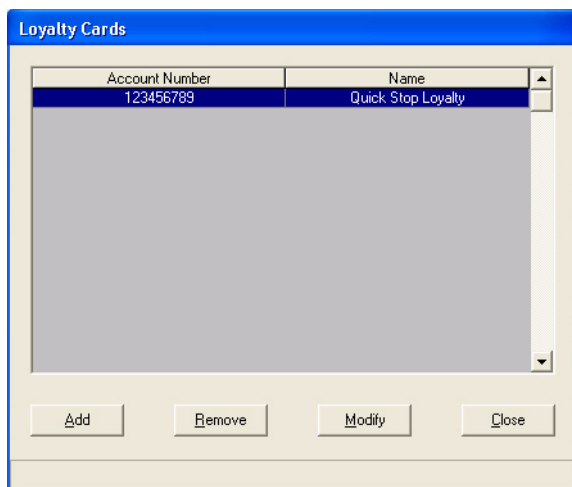 Loyalty Cards
Account Number Name
123456789 Quick Stop Loyalty
Add Remove Modify Close